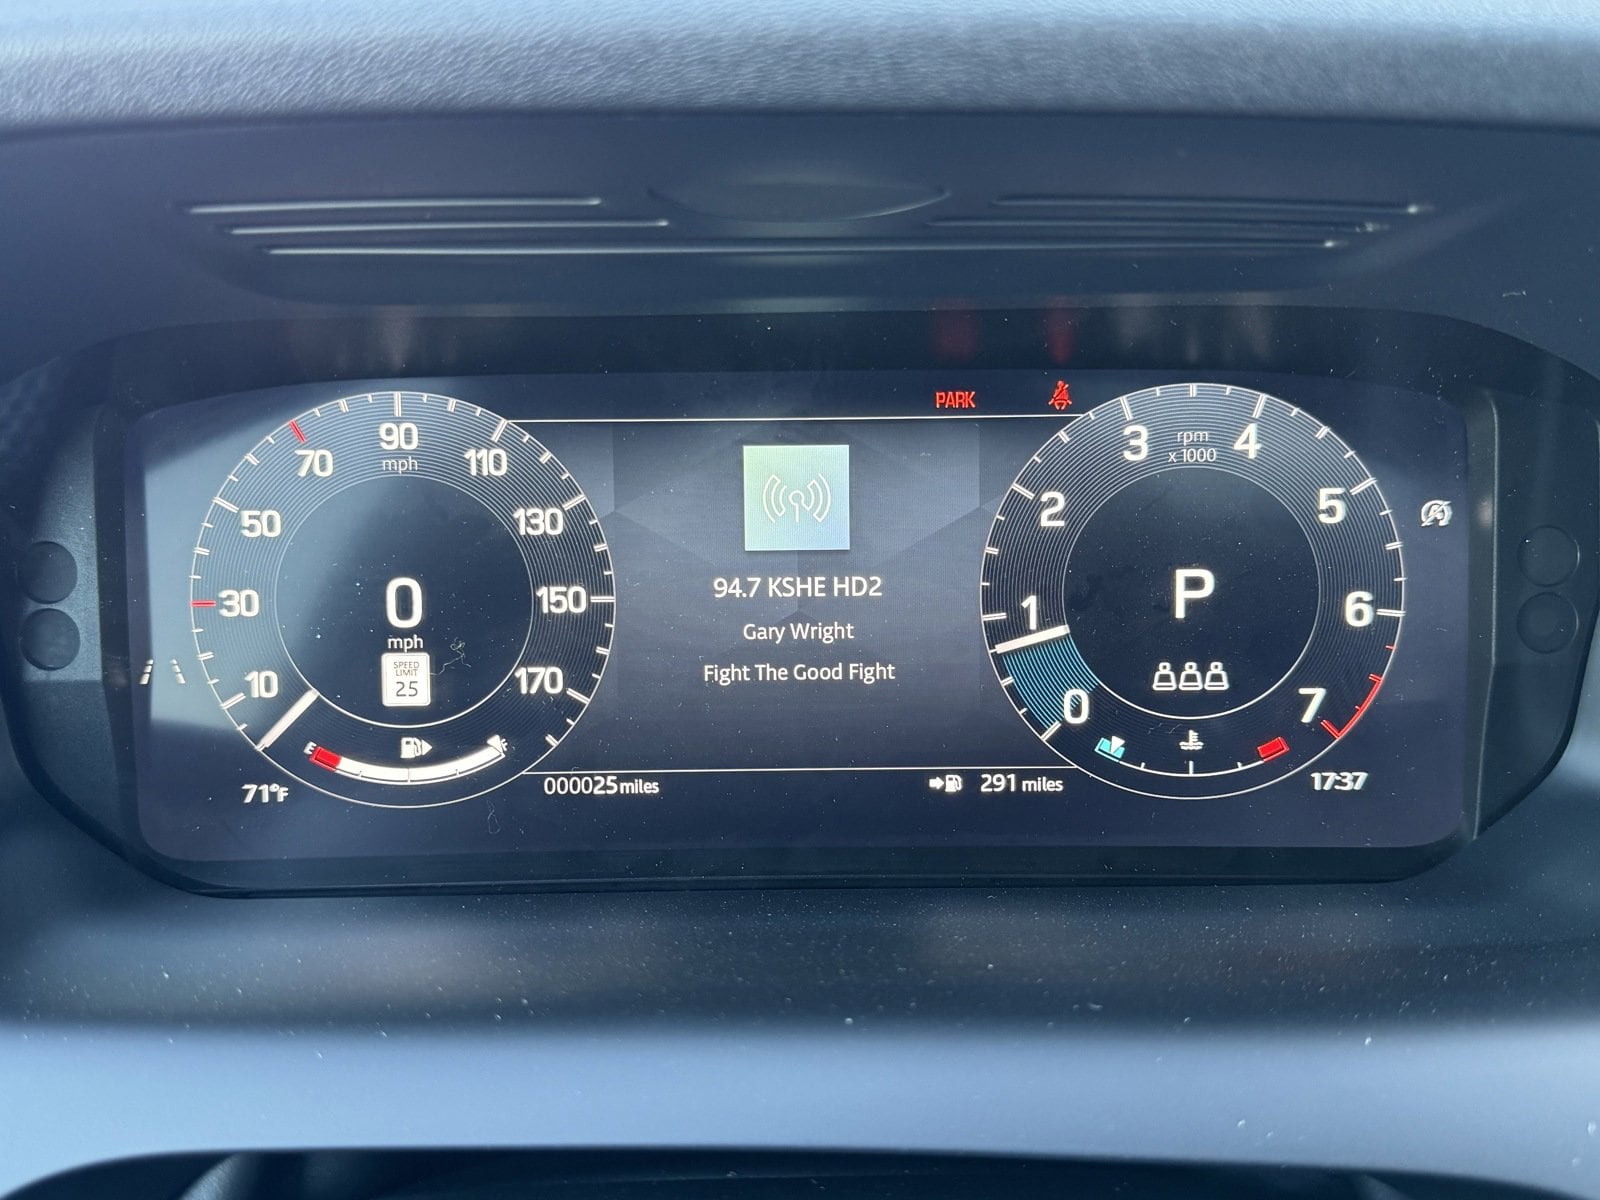 PARK
90
mph
70
110
50
130
30
150
10
170
0
mph
SPEED
LIMIT
25
E
F
71°F
94.7 KSHE HD2
Gary Wright
Fight The Good Fight
000025 miles
291 miles
3
rpm
x 1000
4
2
5
1
6
0
7
P
17:37